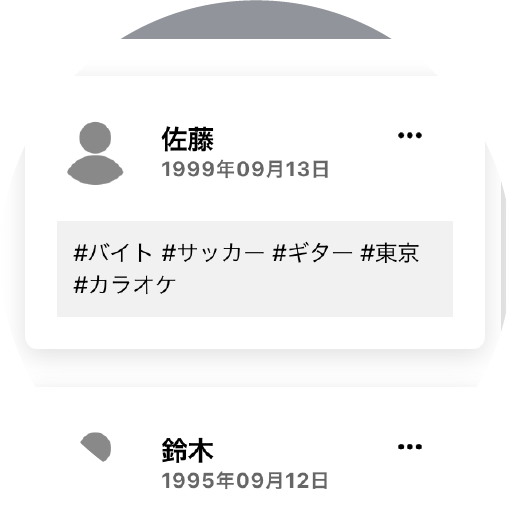 佐藤
1999年09月13日
#バイト #サッカー #ギター #東京
#カラオケ
鈴木
1995年09月12日